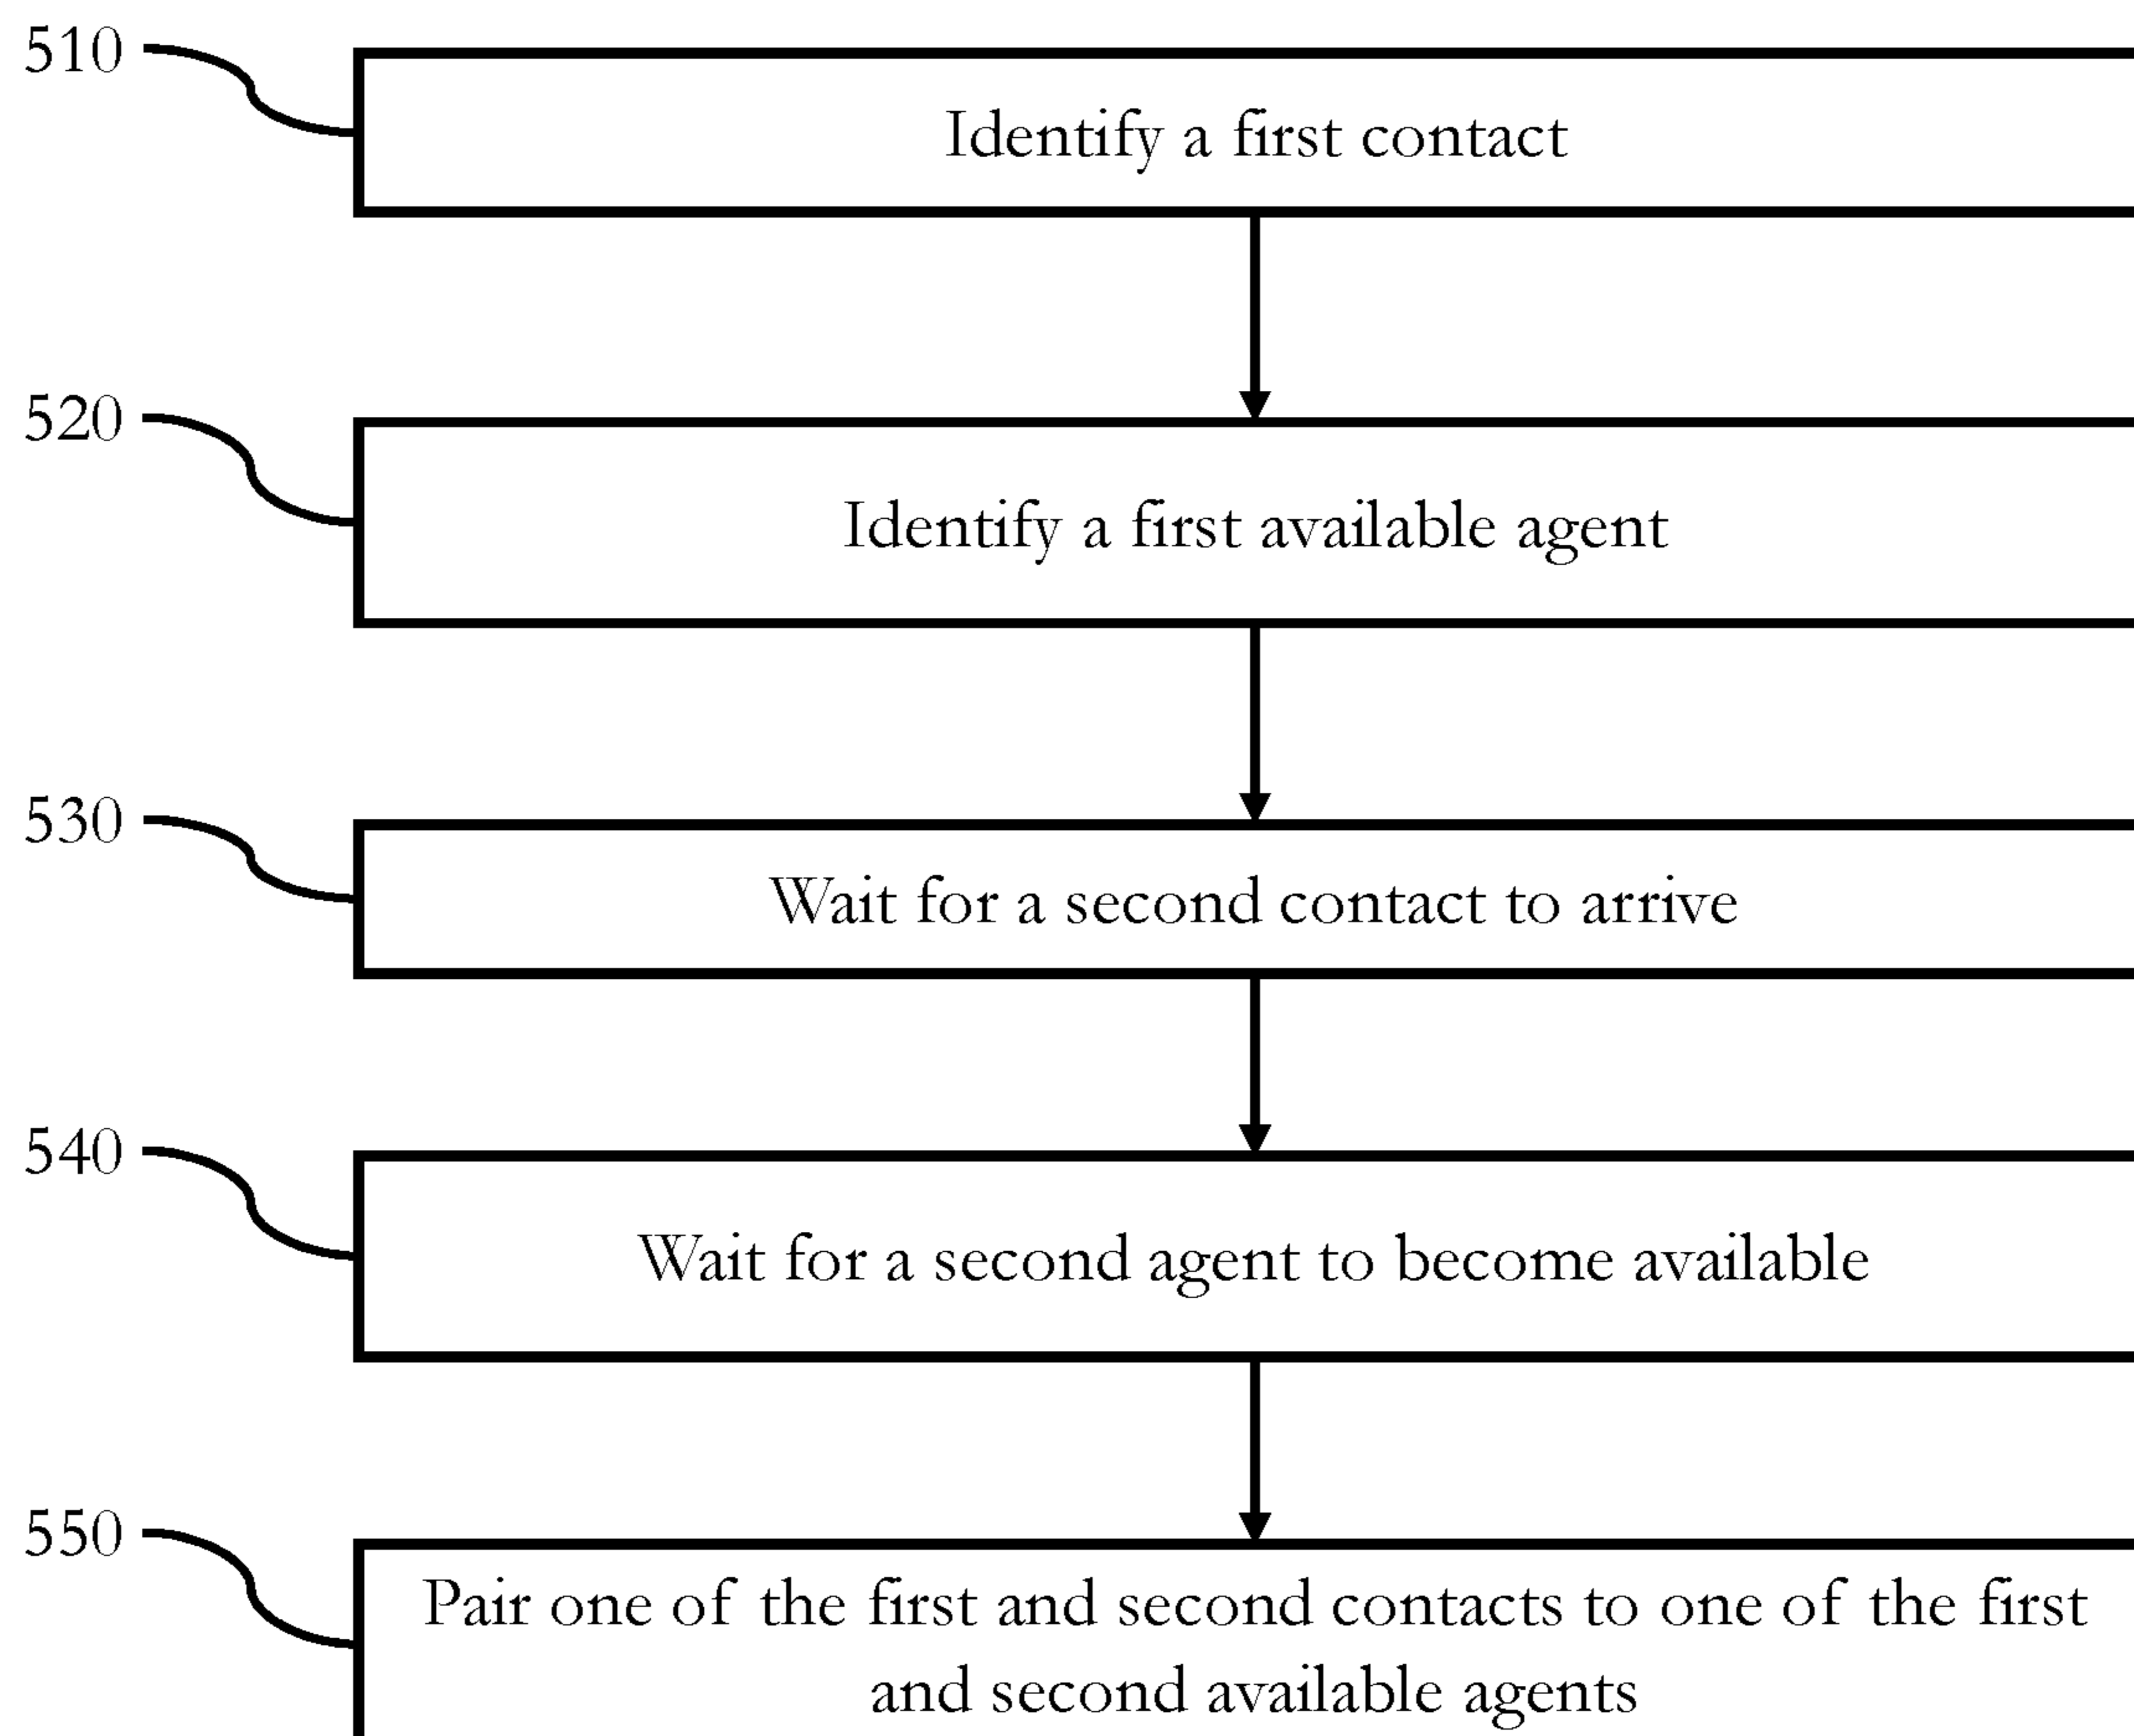 510
Identify a first contact
520
Identify a first available agent
530
Wait for a second contact to arrive
540
Wait for a second agent to become available
550
Pair one of the first and second contacts to one of the first
and second available agents